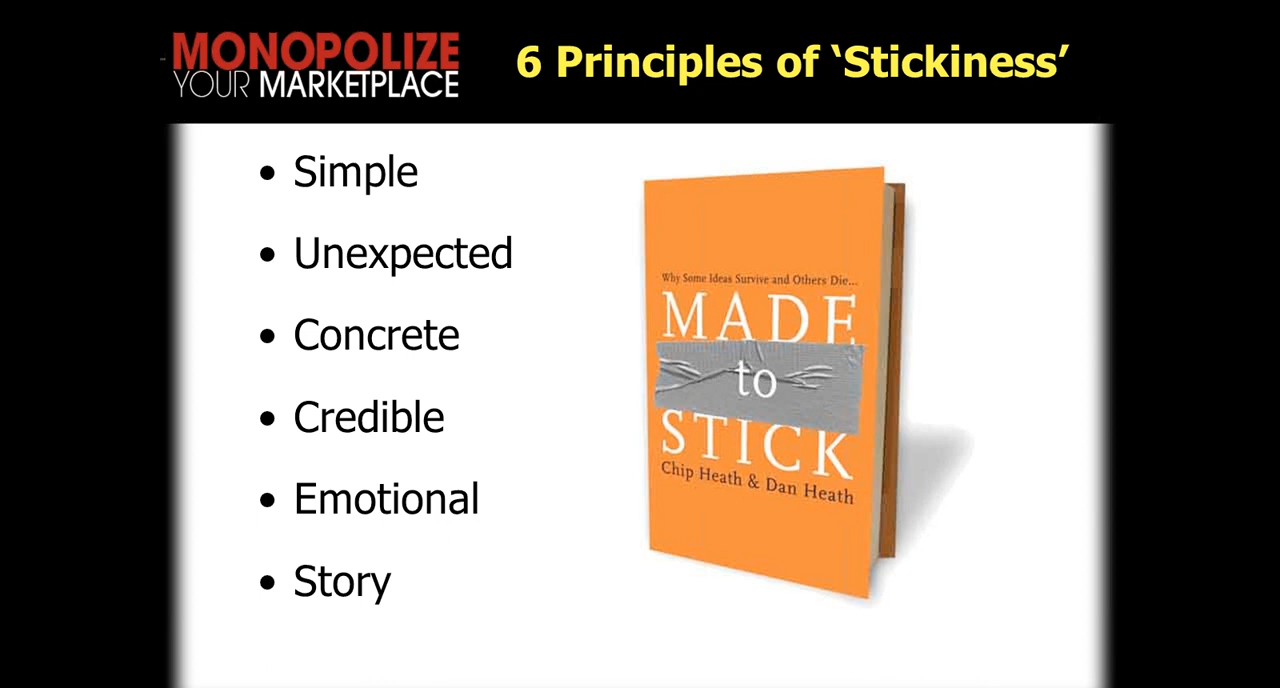 MONOPOLIZE
YOUR MARKETPLACE
6 Principles of ‘Stickiness’
• Simple
• Unexpected
• Concrete
• Credible
• Emotional
• Story
Why Some Ideas Survive and Others Die...
MADE
to
STICK
Chip Heath & Dan Heath